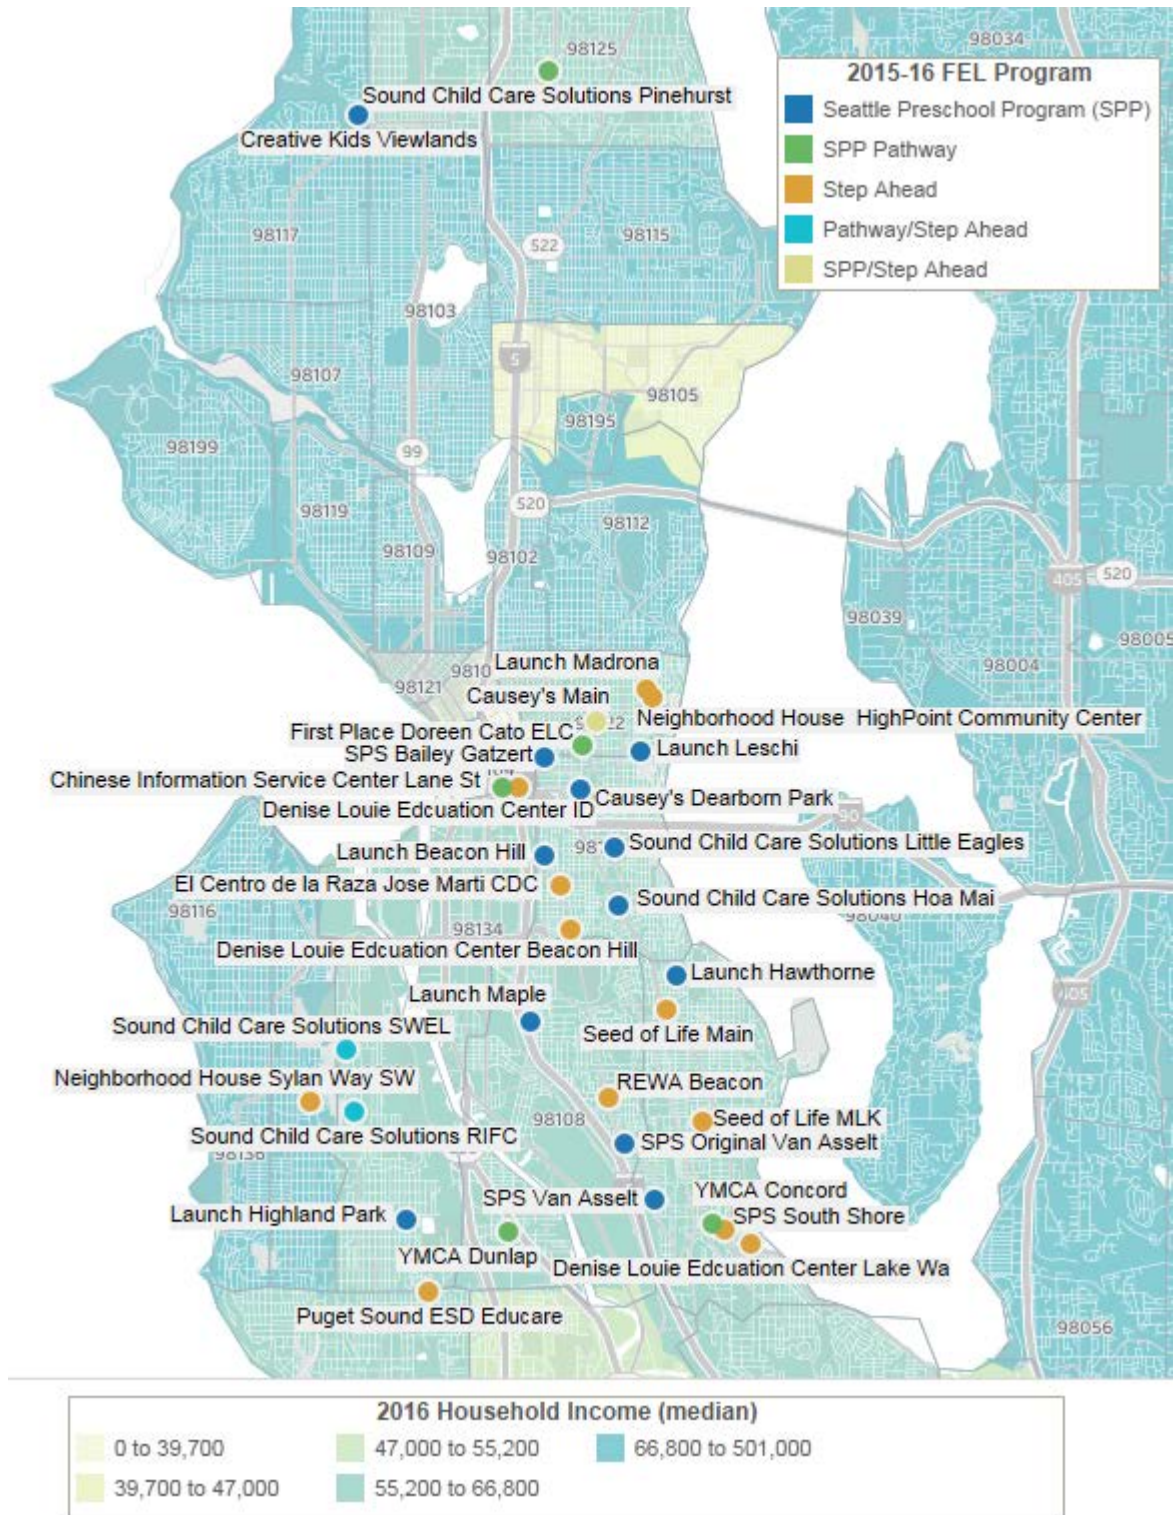 98125
98034
2015-16 FEL Program
Seattle Preschool Program (SPP)
SPP Pathway
Step Ahead
Pathway/Step Ahead
SPP/Step Ahead
Sound Child Care Solutions Pinehurst
Creative Kids Viewlands
98117
522
98115
98103
5
98107
98105
98195
98199
99
98119
520
98112
98109
98102
405
520
98039
98005
98004
Launch Madrona
9810
98121
Causey's Main
Neighborhood House HighPoint Community Center
First Place Doreen Cato ELC
SPS Bailey Gatzert
Launch Leschi
Chinese Information Service Center Lane St
Denise Louie Edcuation Center ID
Causey's Dearborn Park
90
Sound Child Care Solutions Little Eagles
Launch Beacon Hill
El Centro de la Raza Jose Marti CDC
Sound Child Care Solutions Hoa Mai
98116
98040
98134
Denise Louie Edcuation Center Beacon Hill
Launch Hawthorne
405
Launch Maple
Seed of Life Main
Sound Child Care Solutions SWEL
Neighborhood House Sylan Way SW
REWA Beacon
98108
Seed of Life MLK
Sound Child Care Solutions RIFC
SPS Original Van Asselt
98136
SPS Van Asselt
YMCA Concord
SPS South Shore
Launch Highland Park
YMCA Dunlap
Denise Louie Edcuation Center Lake Wa
Puget Sound ESD Educare
98056
2016 Household Income (median)
0 to 39,700
47,000 to 55,200
66,800 to 501,000
39,700 to 47,000
55,200 to 66,800